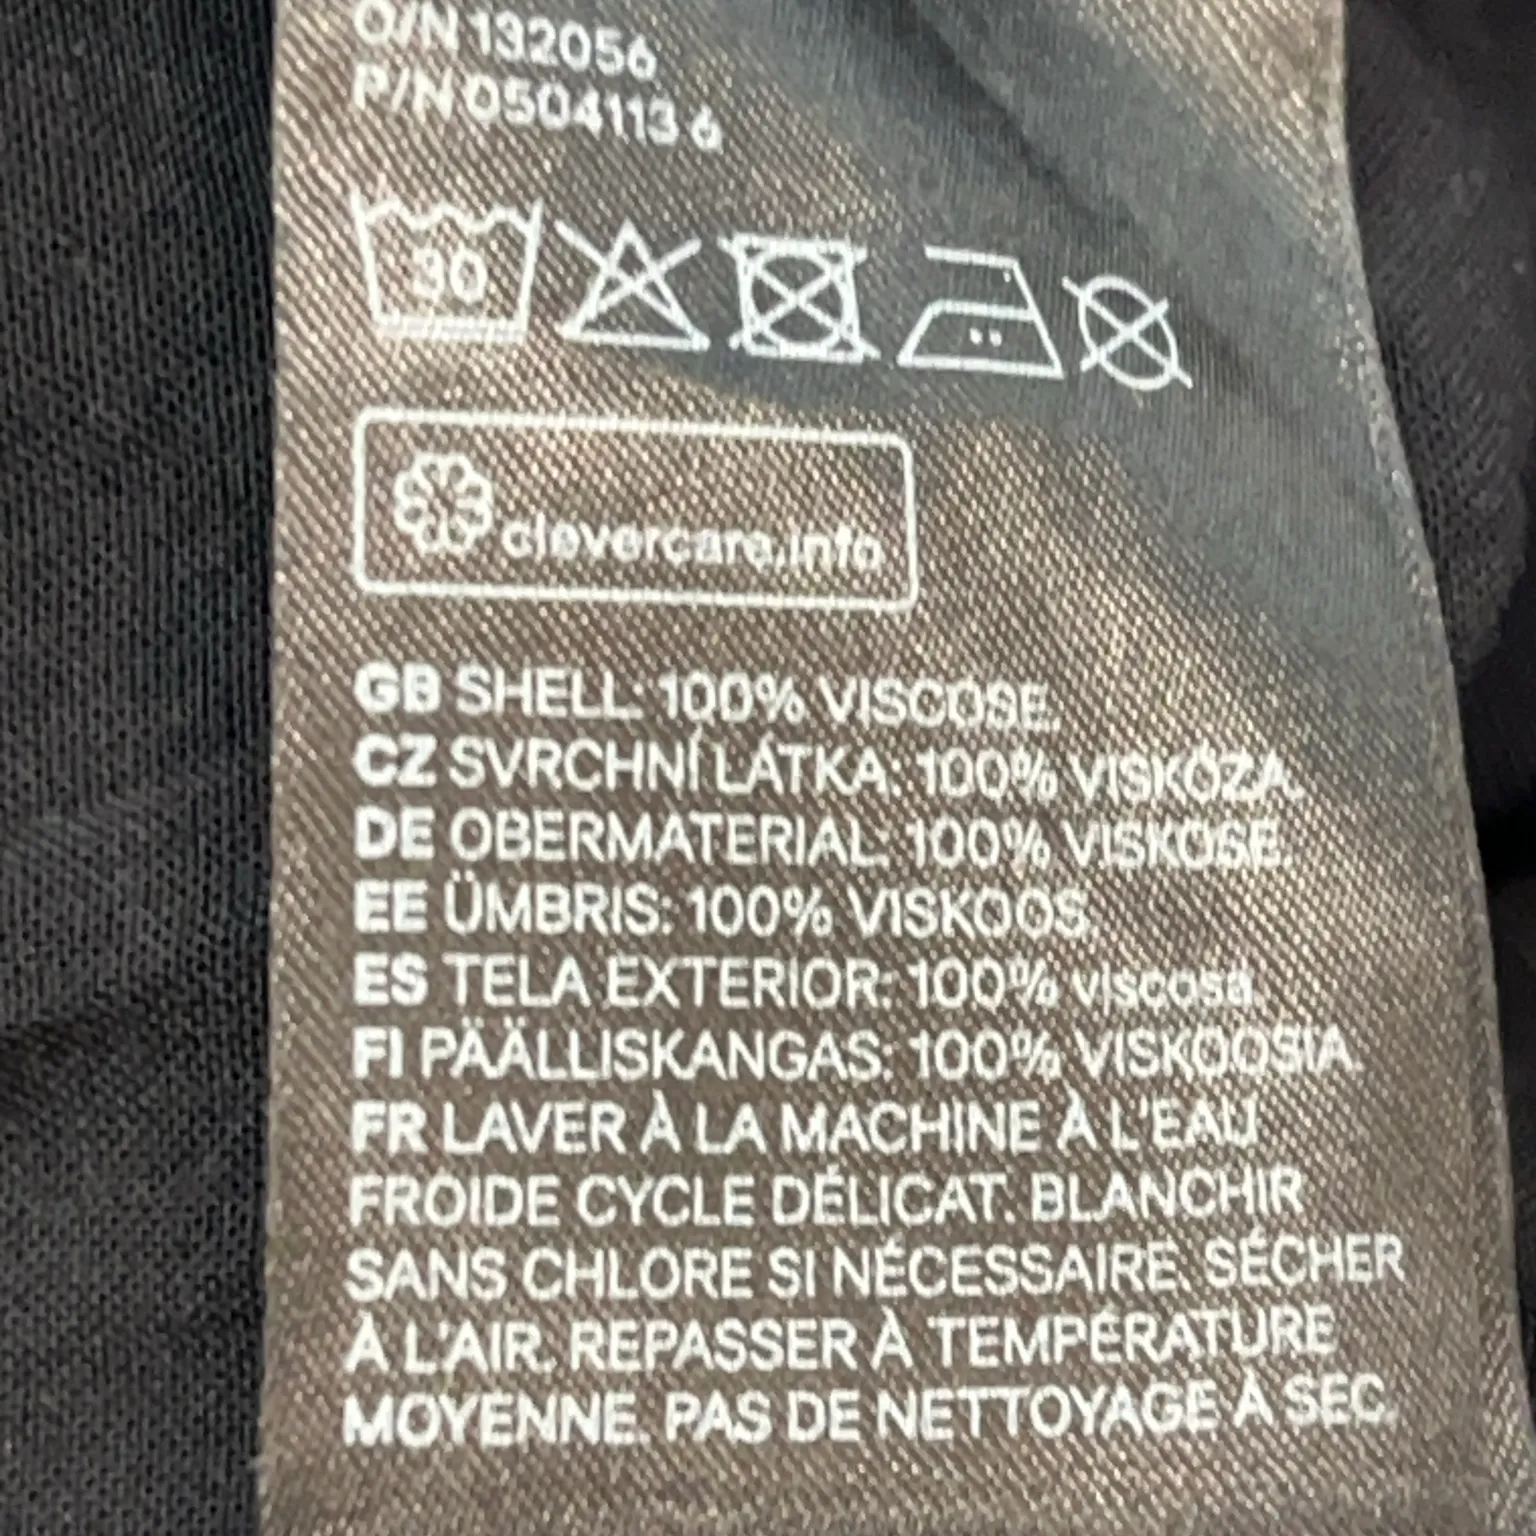 O/N 132056
P/N 0504113 6
30
clevercare.info
GB SHELL: 100% VISCOSE.
CZ SVRCHNÍ LÁTKA: 100% VISKÓZA.
DE OBERMATERIAL: 100% VISKOSE.
EE ÜMBRIS: 100% VISKOOS.
ES TELA EXTERIOR: 100% viscosa.
FI PÄÄLLISKANGAS: 100% VISKOOSIA.
FR LAVER À LA MACHINE À L'EAU
FROIDE CYCLE DÉLICAT. BLANCHIR
SANS CHLORE SI NÉCESSAIRE. SÉCHER
À L'AIR. REPASSER À TEMPÉRATURE
MOYENNE. PAS DE NETTOYAGE À SEC.